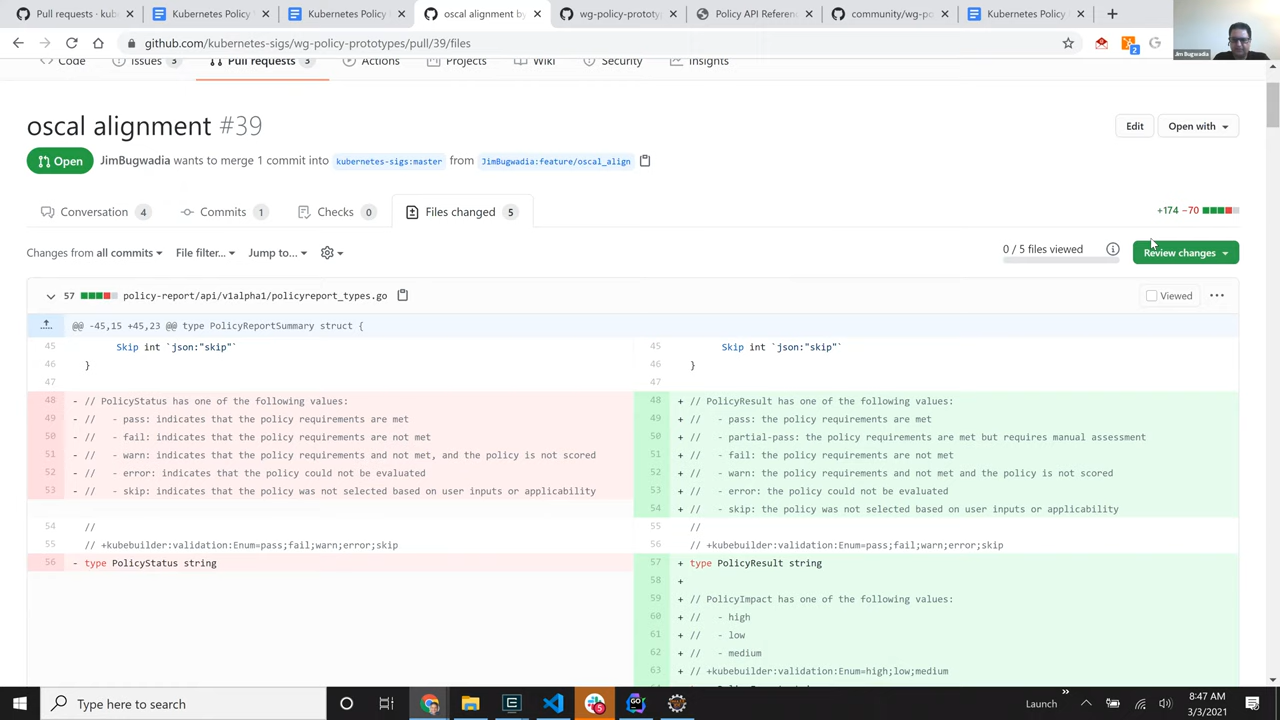 Pull requests · kube
Kubernetes Policy
Kubernetes Policy
oscal alignment by
wg-policy-prototyp
Policy API Referenc
community/wg-po
Kubernetes Policy
github.com/kubernetes-sigs/wg-policy-prototypes/pull/39/files
2
Jim Bugwadia
Code
Issues 3
Pull requests 3
Actions
Projects
Wiki
Security
Insights
oscal alignment #39
Edit
Open with
Open
JimBugwadia wants to merge 1 commit into kubernetes-sigs:master from JimBugwadia:feature/oscal_align
Conversation 4
Commits 1
Checks 0
Files changed 5
+174 −70
Changes from all commits
File filter...
Jump to...
0 / 5 files viewed
Review changes
57 policy-report/api/v1alpha1/policyreport_types.go
Viewed
@@ -45,15 +45,23 @@ type PolicyReportSummary struct {
45 Skip int `json:"skip"`
46 }
47
48 - // PolicyStatus has one of the following values:
49 - //   - pass: indicates that the policy requirements are met
50 - //   - fail: indicates that the policy requirements are not met
51 - //   - warn: indicates that the policy requirements and not met, and the policy is not scored
52 - //   - error: indicates that the policy could not be evaluated
53 - //   - skip: indicates that the policy was not selected based on user inputs or applicability
54 //
55 // +kubebuilder:validation:Enum=pass;fail;warn;error;skip
56 - type PolicyStatus string
45 Skip int `json:"skip"`
46 }
47
48 + // PolicyResult has one of the following values:
49 + //   - pass: the policy requirements are met
50 + //   - partial-pass: the policy requirements are met but requires manual assessment
51 + //   - fail: the policy requirements are not met
52 + //   - warn: the policy requirements and not met and the policy is not scored
53 + //   - error: the policy could not be evaluated
54 + //   - skip: the policy was not selected based on user inputs or applicability
55 //
56 // +kubebuilder:validation:Enum=pass;fail;warn;error;skip
57 + type PolicyResult string
58 +
59 + // PolicyImpact has one of the following values:
60 + //   - high
61 + //   - low
62 + //   - medium
63 + // +kubebuilder:validation:Enum=high;low;medium
Type here to search
5
Launch
8:47 AM
3/3/2021